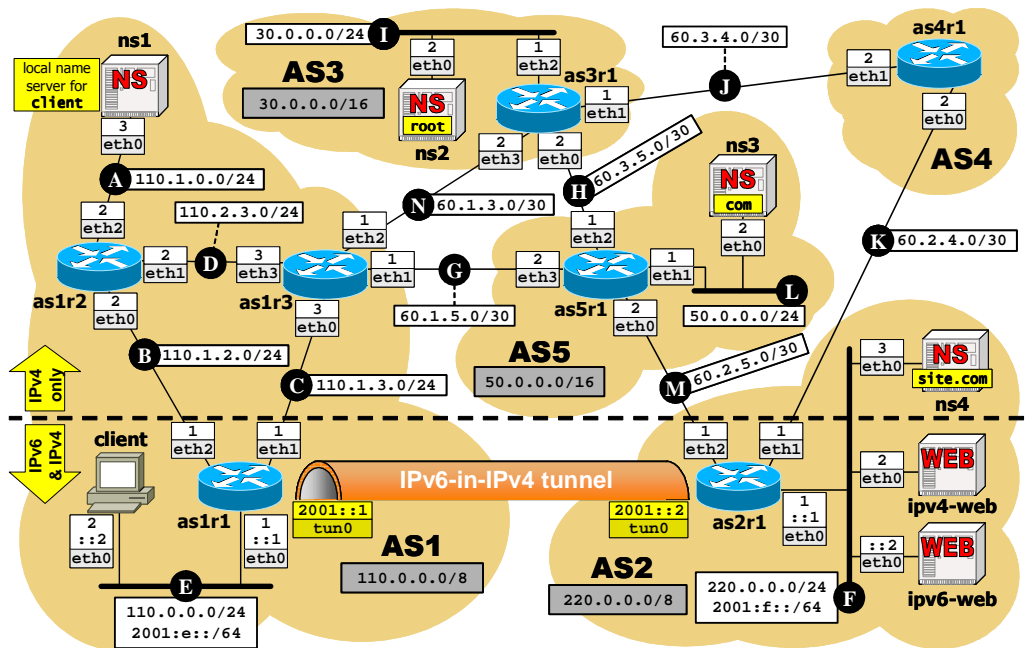 ns1
local name
server for
client
NS
3
eth0
A
110.1.0.0/24
2
eth2
110.2.3.0/24
as1r2
2
eth1
D
3
eth3
as1r3
2
eth0
B
110.1.2.0/24
1
eth2
1
eth1
3
eth0
C
110.1.3.0/24
N
60.1.3.0/30
G
60.1.5.0/30
30.0.0.0/24
I
AS3
30.0.0.0/16
2
eth0
NS
root
ns2
1
eth2
as3r1
1
eth1
2
eth3
2
eth0
H
60.3.5.0/30
60.3.4.0/30
J
as4r1
2
eth1
2
eth0
AS4
K
60.2.4.0/30
ns3
NS
com
2
eth0
1
eth2
2
eth3
1
eth1
as5r1
2
eth0
L
50.0.0.0/24
AS5
50.0.0.0/16
M
60.2.5.0/30
IPv4
only
IPv6
& IPv4
client
2
::2
eth0
1
eth2
1
eth1
as1r1
1
::1
eth0
E
110.0.0.0/24
2001:e::/64
IPv6-in-IPv4 tunnel
2001::1
tun0
2001::2
tun0
AS1
110.0.0.0/8
1
eth2
1
eth1
as2r1
1
::1
eth0
AS2
220.0.0.0/8
220.0.0.0/24
2001:f::/64
F
3
eth0
NS
site.com
ns4
2
eth0
WEB
ipv4-web
::2
eth0
WEB
ipv6-web